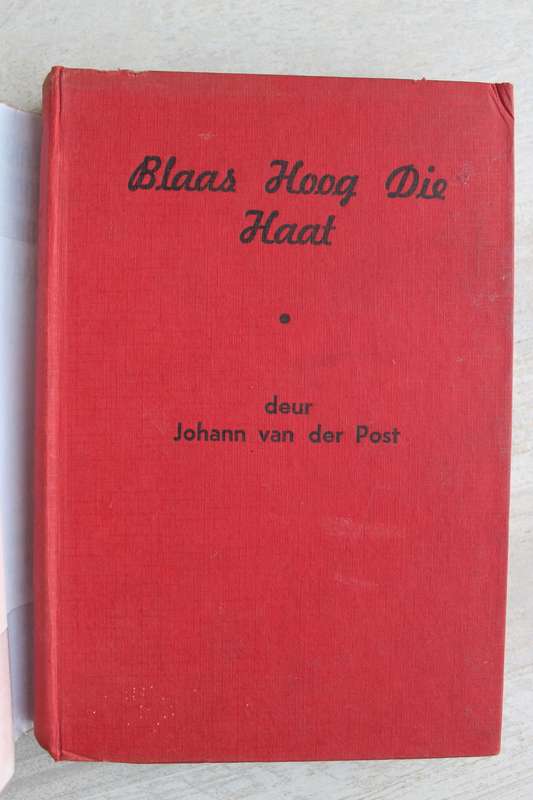 Blaas Hoog Die
Haat
•
deur
Johann van der Post